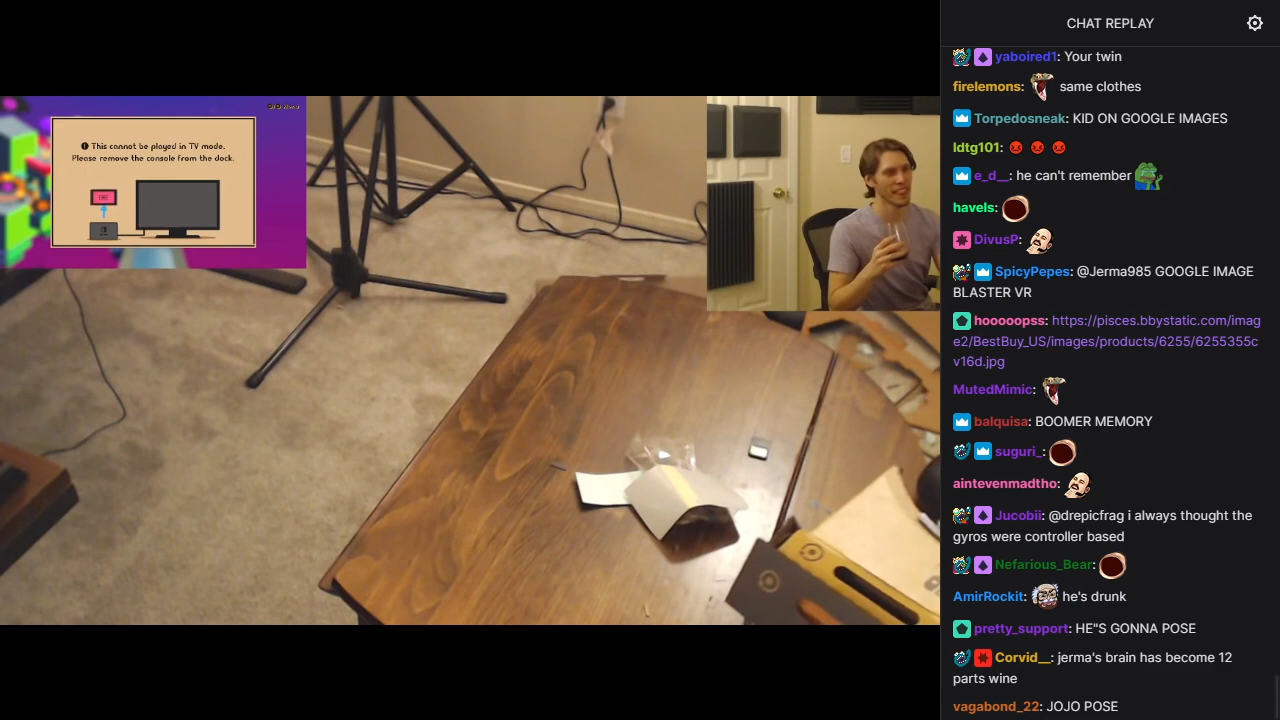 This cannot be played in TV mode.
Please remove the console from the dock.
CHAT REPLAY
yaboired1: Your twin
firelemons: same clothes
Torpedosneak: KID ON GOOGLE IMAGES
ldtg101:
e_d__: he can't remember
havels:
DivusP:
SpicyPepes: @Jerma985 GOOGLE IMAGE
BLASTER VR
hooooopss: https://pisces.bbystatic.com/imag
e2/BestBuy_US/images/products/6255/6255355c
v16d.jpg
MutedMimic:
balquisa: BOOMER MEMORY
suguri_:
aintevenmadtho:
Jucobii: @drepicfrag i always thought the
gyros were controller based
Nefarious_Bear:
AmirRockit: he's drunk
pretty_support: HE"S GONNA POSE
Corvid__: jerma's brain has become 12
parts wine
vagabond_22: JOJO POSE